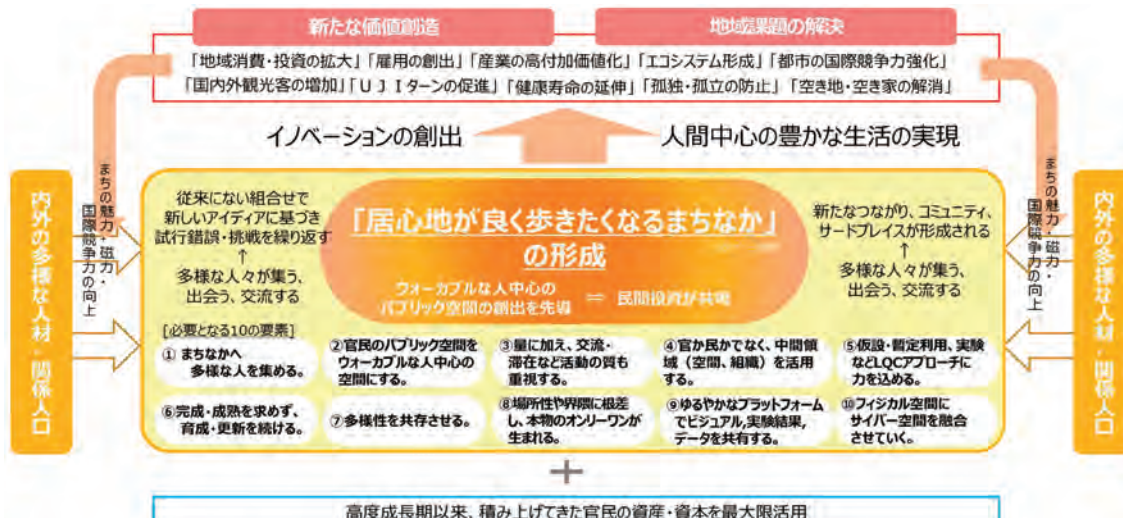 新たな価値創造
地域課題の解決
「地域消費・投資の拡大」「雇用の創出」「産業の高付加価値化」「エコシステム形成」「都市の国際競争力強化」
「国内外観光客の増加」「ＵＪＩターンの促進」「健康寿命の延伸」「孤独・孤立の防止」「空き地・空き家の解消」
イノベーションの創出
人間中心の豊かな生活の実現
内外の多様な人材・関係人口
まちの魅力・磁力・
国際競争力の向上
従来にない組合せで
新しいアイディアに基づき
試行錯誤・挑戦を繰り返す
↑
多様な人々が集う、
出会う、交流する
「居心地が良く歩きたくなるまちなか」
の形成
ウォーカブルな人中心の
パブリック空間の創出を先導
＝
民間投資が共鳴
新たなつながり、コミュニティ、
サードプレイスが形成される
↑
多様な人々が集う、
出会う、交流する
まちの魅力・磁力・
国際競争力の向上
内外の多様な人材・関係人口
[必要となる10の要素]
① まちなかへ
多様な人を集める。
②官民のパブリック空間を
ウォーカブルな人中心の
空間にする。
③量に加え、交流・
滞在など活動の質も
重視する。
④官か民かでなく、中間領
域（空間、組織）を活用
する。
⑤仮設・暫定利用、実験
などLQCアプローチに
力を込める。
⑥完成・成熟を求めず、
育成・更新を続ける。
⑦多様性を共存させる。
⑧場所性や界隈に根差
し、本物のオンリーワンが
生まれる。
⑨ゆるやかなプラットフォーム
でビジュアル,実験結果,
データを共有する。
⑩フィジカル空間に
サイバー空間を融合
させていく。
＋
高度成長期以来、積み上げてきた官民の資産・資本を最大限活用